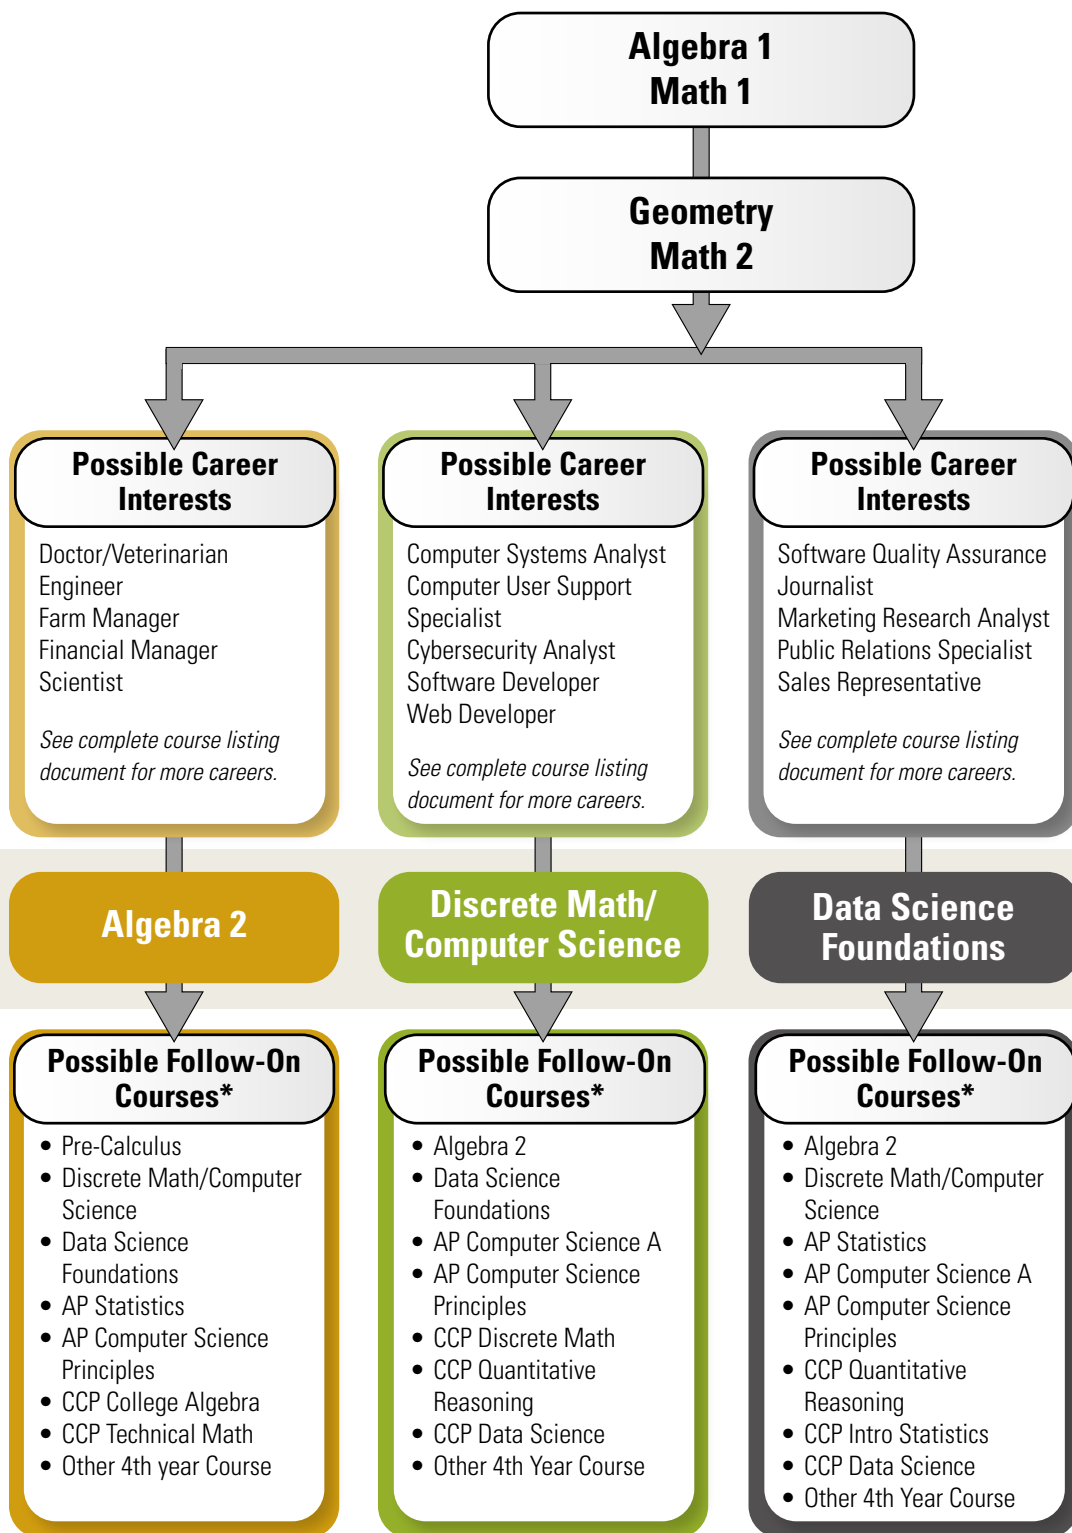 Algebra 1
Math 1
Geometry
Math 2
Possible Career
Interests
Doctor/Veterinarian
Engineer
Farm Manager
Financial Manager
Scientist
See complete course listing
document for more careers.
Possible Career
Interests
Computer Systems Analyst
Computer User Support
Specialist
Cybersecurity Analyst
Software Developer
Web Developer
See complete course listing
document for more careers.
Possible Career
Interests
Software Quality Assurance
Journalist
Marketing Research Analyst
Public Relations Specialist
Sales Representative
See complete course listing
document for more careers.
Algebra 2
Discrete Math/
Computer Science
Data Science
Foundations
Possible Follow-On
Courses*
• Pre-Calculus
• Discrete Math/Computer
Science
• Data Science
Foundations
• AP Statistics
• AP Computer Science
Principles
• CCP College Algebra
• CCP Technical Math
• Other 4th year Course
Possible Follow-On
Courses*
• Algebra 2
• Data Science
Foundations
• AP Computer Science A
• AP Computer Science
Principles
• CCP Discrete Math
• CCP Quantitative
Reasoning
• CCP Data Science
• Other 4th Year Course
Possible Follow-On
Courses*
• Algebra 2
• Discrete Math/Computer
Science
• AP Statistics
• AP Computer Science A
• AP Computer Science
Principles
• CCP Quantitative
Reasoning
• CCP Intro Statistics
• CCP Data Science
• Other 4th Year Course